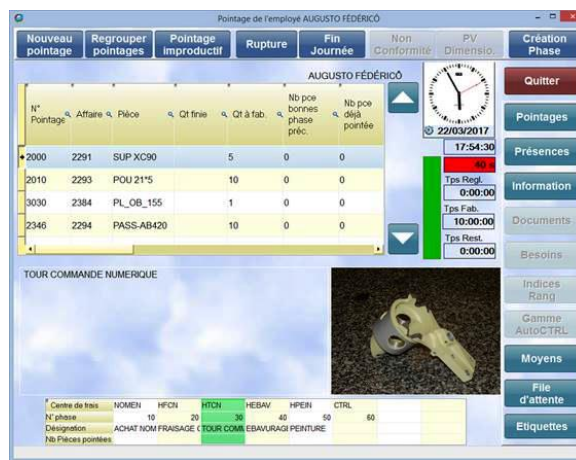 Pointage de l'employé AUGUSTO FÉDÉRICÔ
Nouveau pointage
Regrouper pointages
Pointage improductif
Rupture
Fin Journée
Non Conformité
PV Dimensio.
Création Phase
AUGUSTO FÉDÉRICÔ
N° Pointage Affaire Pièce Qt finie Qt à fab. Nb pce bonnes phase préc. Nb pce déjà pointée
2000 2291 SUP XC90 5 0 0
2010 2293 POU 21*5 10 0 0
3030 2384 PL_OB_155 1 0 0
2346 2294 PASS-AB420 10 0 0
22/03/2017
17:54:30
40 s
Tps Regl.
0:00:00
Tps Fab.
10:00:00
Tps Rest.
0:00:00
Quitter
Pointages
Présences
Information
Documents
Besoins
Indices Rang
Gamme AutoCTRL
Moyens
File d'attente
Etiquettes
TOUR COMMANDE NUMERIQUE
Centre de frais NOMEN HFCN HTCN HEBAV HPEIN CTRL
N° phase 10 20 30 40 50 60
Désignation ACHAT NOM FRAISAGE C TOUR COMM EBAVURAGI PEINTURE
Nb Pièces pointées